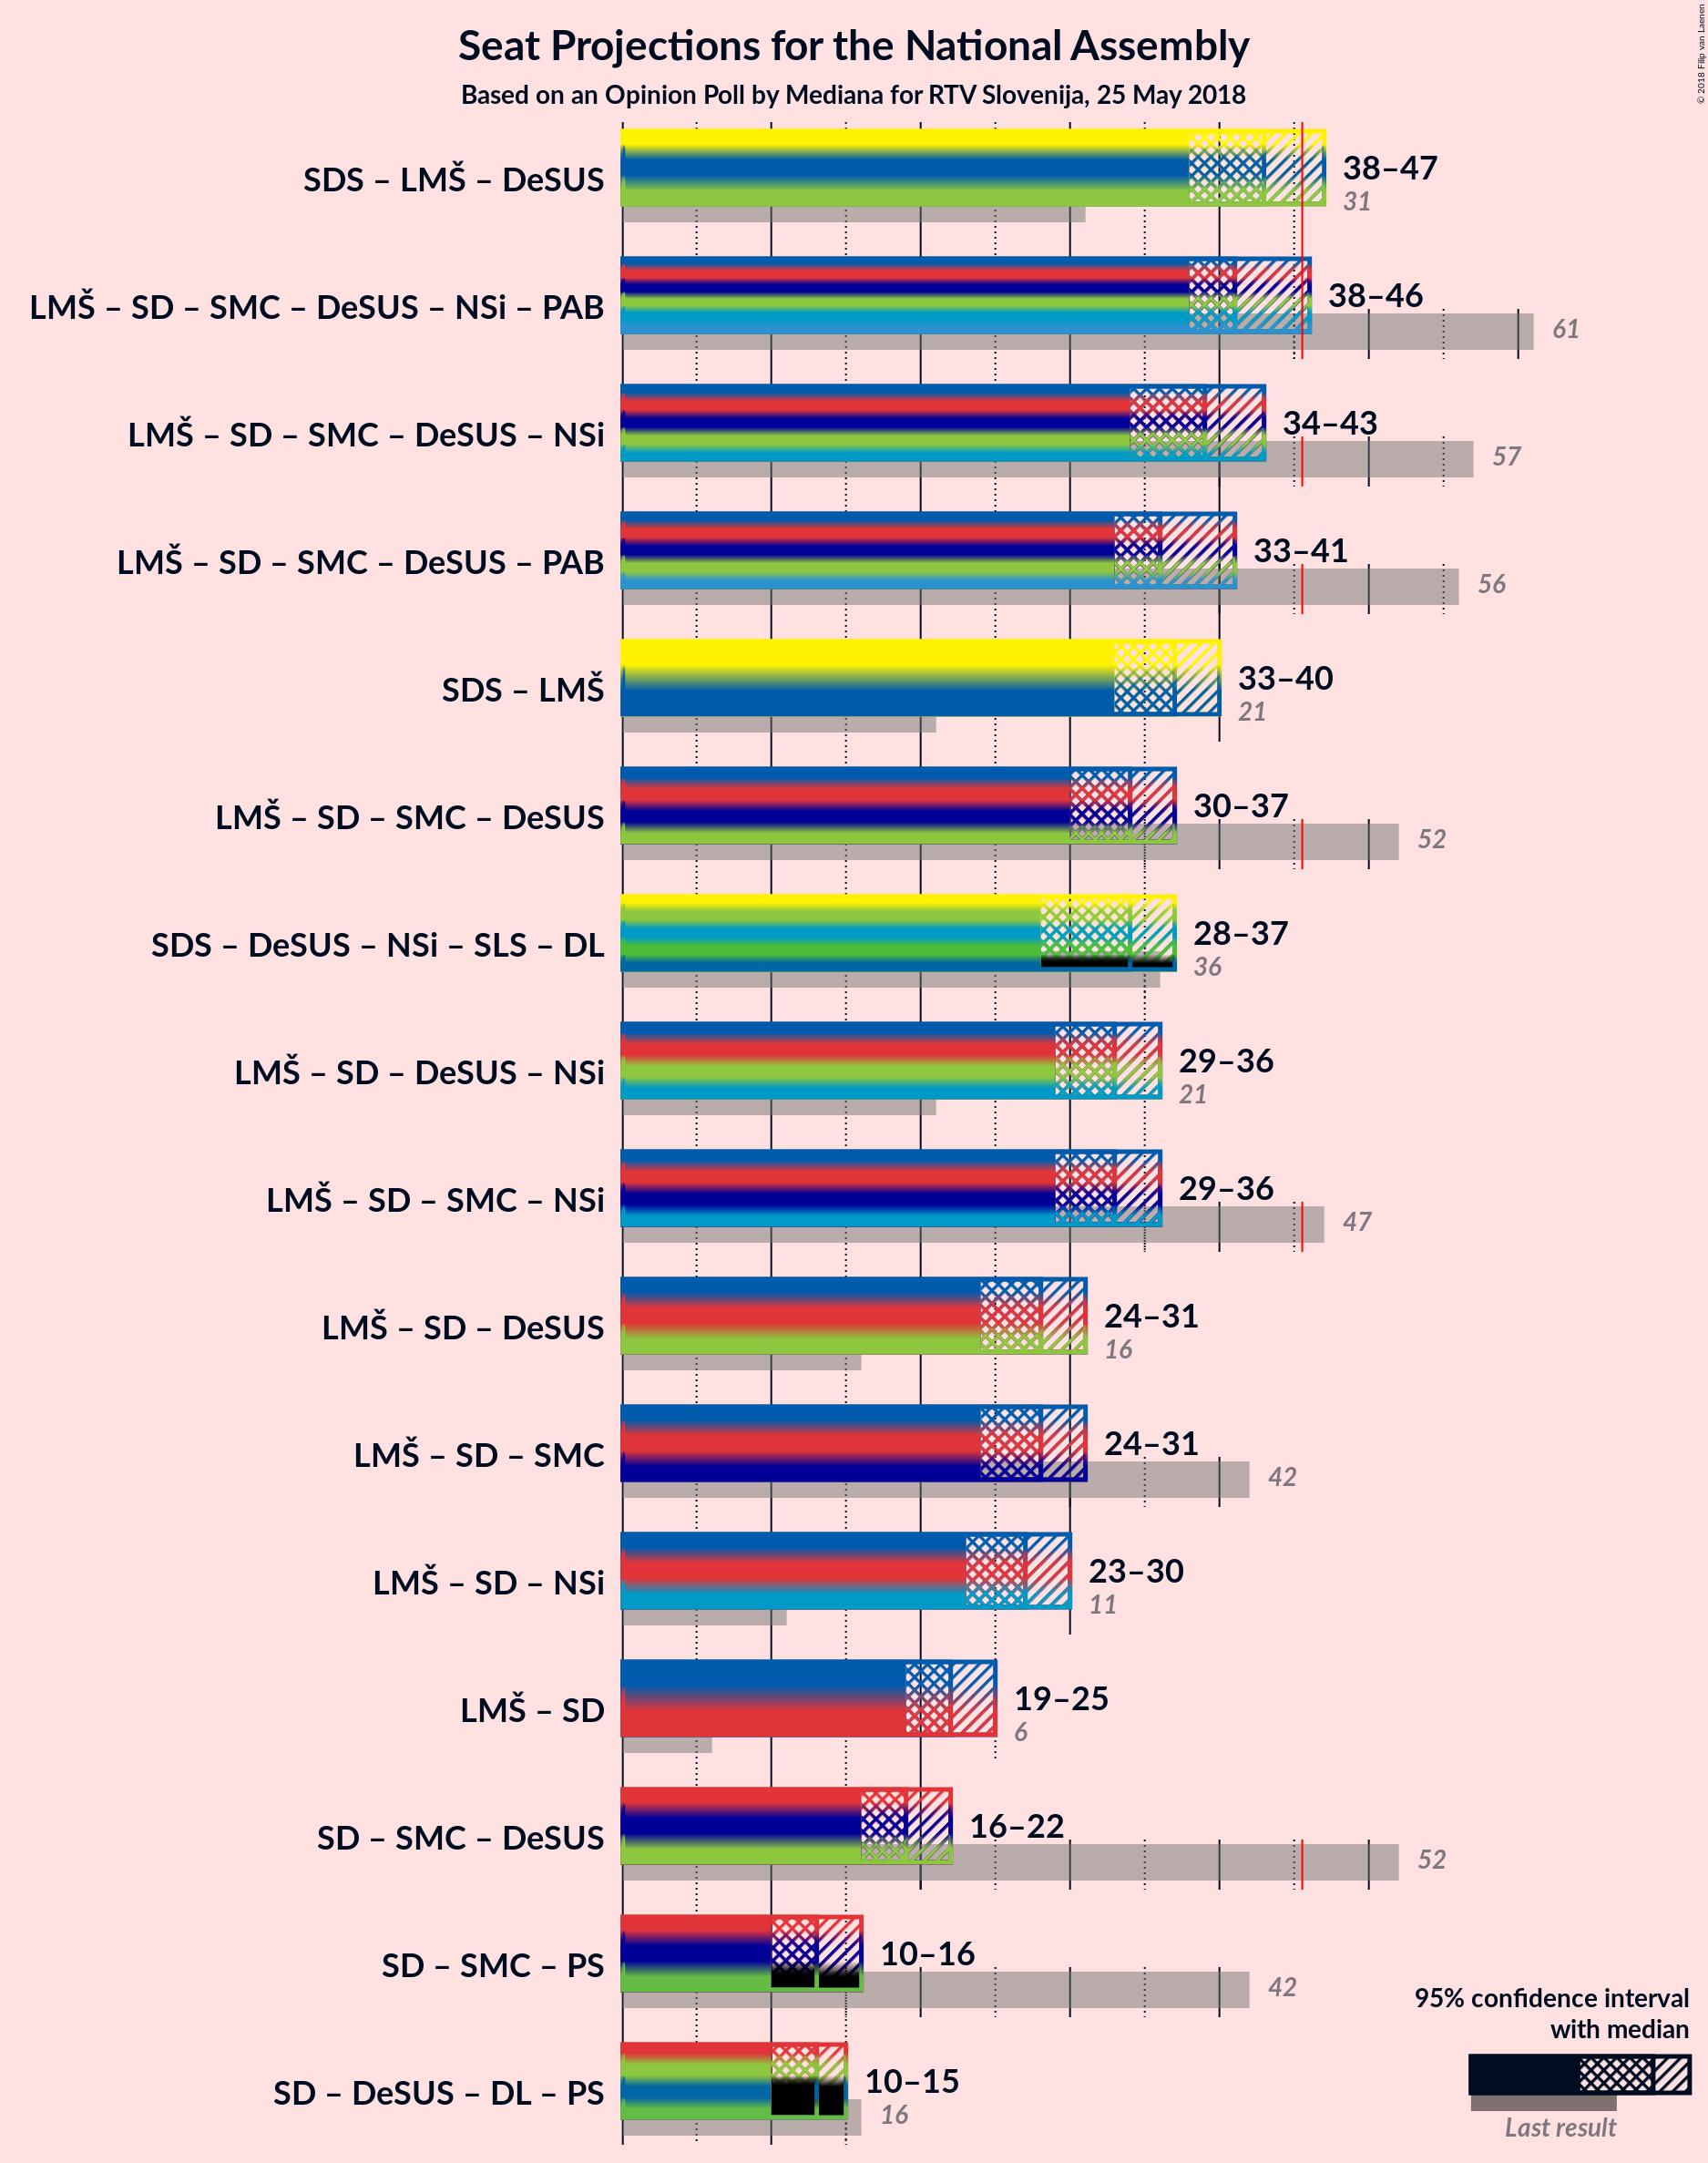 © 2018 Filip van Laenen
Seat Projections for the National Assembly
Based on an Opinion Poll by Mediana for RTV Slovenija, 25 May 2018
SDS – LMŠ – DeSUS
38–47
31
LMŠ – SD – SMC – DeSUS – NSi – PAB
38–46
61
LMŠ – SD – SMC – DeSUS – NSi
34–43
57
LMŠ – SD – SMC – DeSUS – PAB
33–41
56
SDS – LMŠ
33–40
21
LMŠ – SD – SMC – DeSUS
30–37
52
SDS – DeSUS – NSi – SLS – DL
28–37
36
LMŠ – SD – DeSUS – NSi
29–36
21
LMŠ – SD – SMC – NSi
29–36
47
LMŠ – SD – DeSUS
24–31
16
LMŠ – SD – SMC
24–31
42
LMŠ – SD – NSi
23–30
11
LMŠ – SD
19–25
6
SD – SMC – DeSUS
16–22
52
SD – SMC – PS
10–16
42
SD – DeSUS – DL – PS
10–15
16
95% confidence interval
with median
Last result